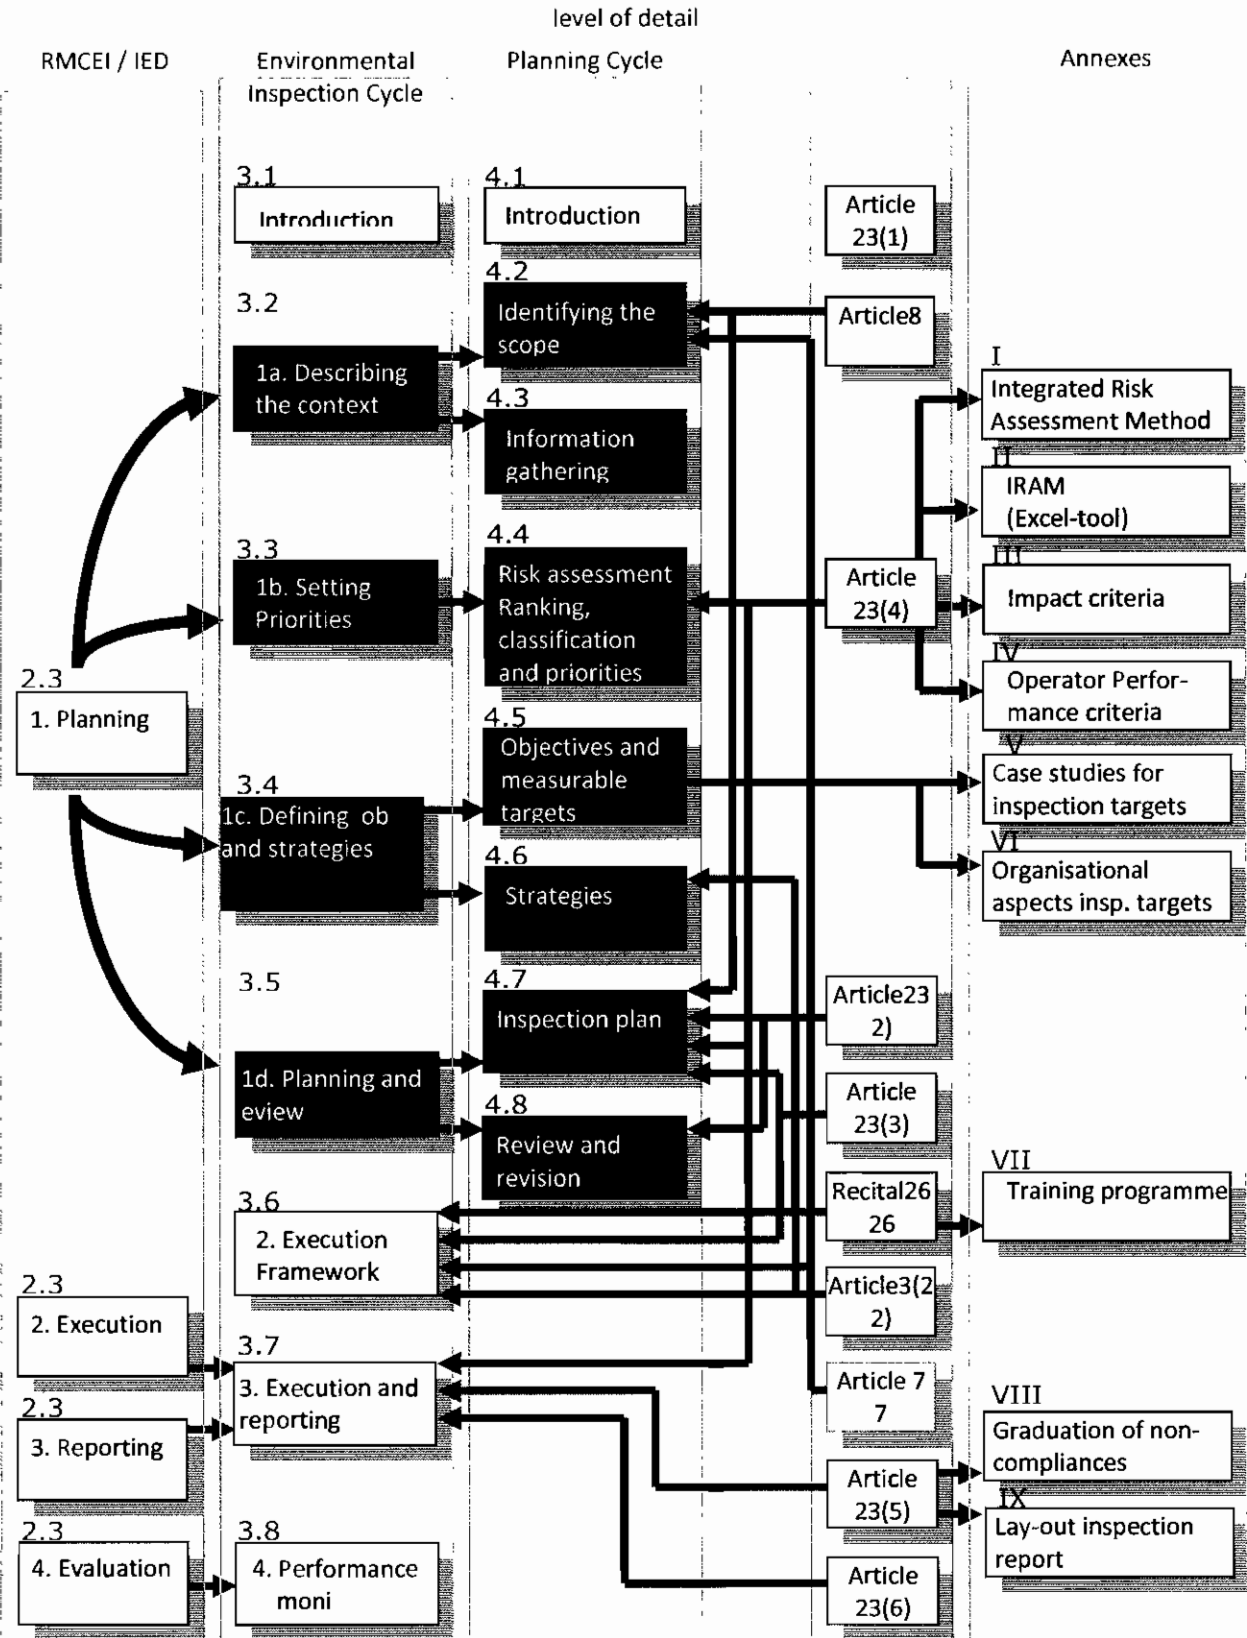 level of detail
RMCEI / IED
Environmental
Inspection Cycle
Planning Cycle
Annexes
3.1
Introduction
4.1
Introduction
Article
23(1)
4.2
Identifying the
scope
Article8
3.2
1a. Describing
the context
4.3
Information
gathering
I
Integrated Risk
Assessment Method
II
IRAM
(Excel-tool)
3.3
1b. Setting
Priorities
4.4
Risk assessment
Ranking,
classification
and priorities
Article
23(4)
III
Impact criteria
IV
Operator Perfor-
mance criteria
2.3
1. Planning
4.5
Objectives and
measurable
targets
V
Case studies for
inspection targets
3.4
1c. Defining ob
and strategies
4.6
Strategies
VI
Organisational
aspects insp. targets
3.5
1d. Planning and
eview
4.7
Inspection plan
Article23
2)
4.8
Review and
revision
Article
23(3)
3.6
2. Execution
Framework
Recital26
26
VII
Training programme
Article3(2
2)
2.3
2. Execution
3.7
3. Execution and
reporting
Article 7
7
2.3
3. Reporting
VIII
Graduation of non-
compliances
Article
23(5)
IX
Lay-out inspection
report
2.3
4. Evaluation
3.8
4. Performance
moni
Article
23(6)